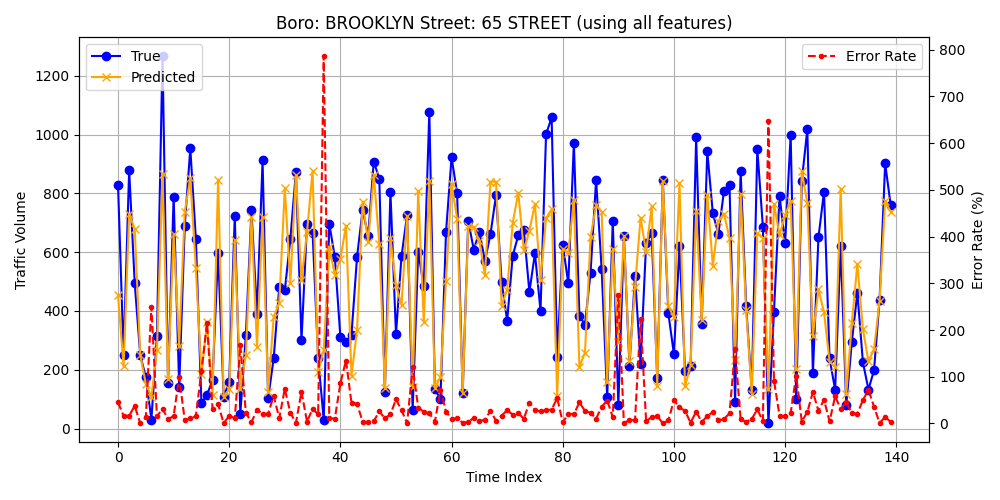 Boro: BROOKLYN Street: 65 STREET (using all features)
True
Predicted
Error Rate
Traffic Volume
1200
1000
800
600
400
200
0
800
700
600
500
400
300
200
100
0
Error Rate (%)
0 20 40 60 80 100 120 140
Time Index